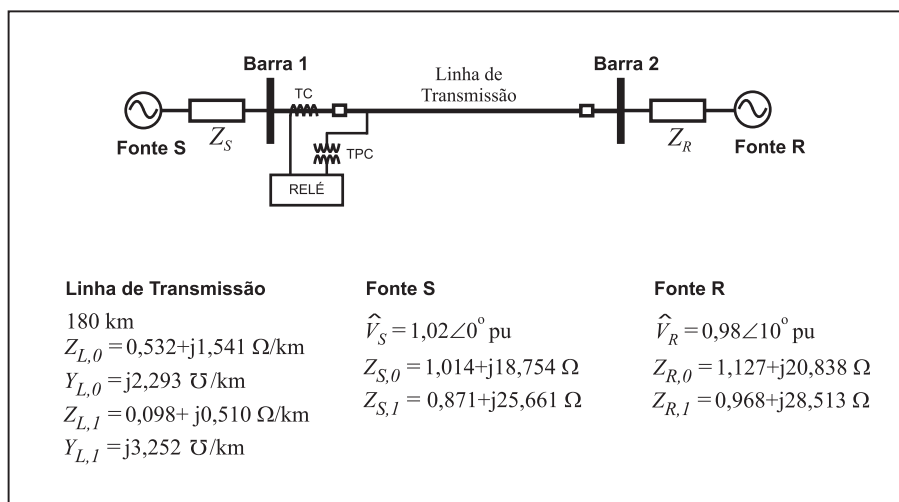 Barra 1
Linha de Transmissão
Barra 2
TC
Z_S
Fonte S
TPC
RELÉ
Z_R
Fonte R
Linha de Transmissão
180 km
Z_{L,0} = 0,532+j1,541 Ω/km
Y_{L,0} = j2,293 ℧/km
Z_{L,1} = 0,098+ j0,510 Ω/km
Y_{L,1} = j3,252 ℧/km
Fonte S
V̂_S = 1,02∠0° pu
Z_{S,0} = 1,014+j18,754 Ω
Z_{S,1} = 0,871+j25,661 Ω
Fonte R
V̂_R = 0,98∠10° pu
Z_{R,0} = 1,127+j20,838 Ω
Z_{R,1} = 0,968+j28,513 Ω